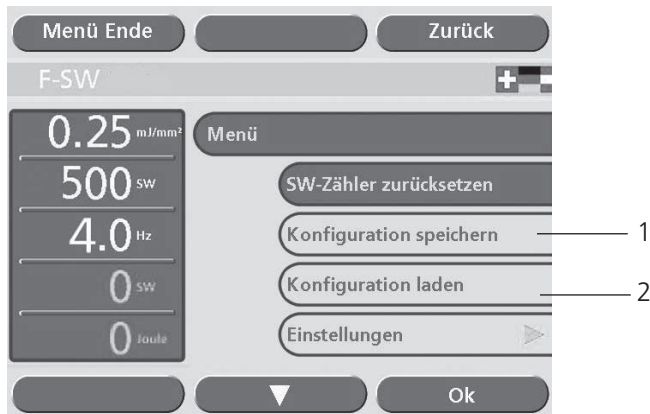 Menü Ende
Zurück
F-SW
0.25 mJ/mm²
Menü
500 SW
SW-Zähler zurücksetzen
4.0 Hz
Konfiguration speichern
1
0 SW
Konfiguration laden
2
0 Joule
Einstellungen
Ok